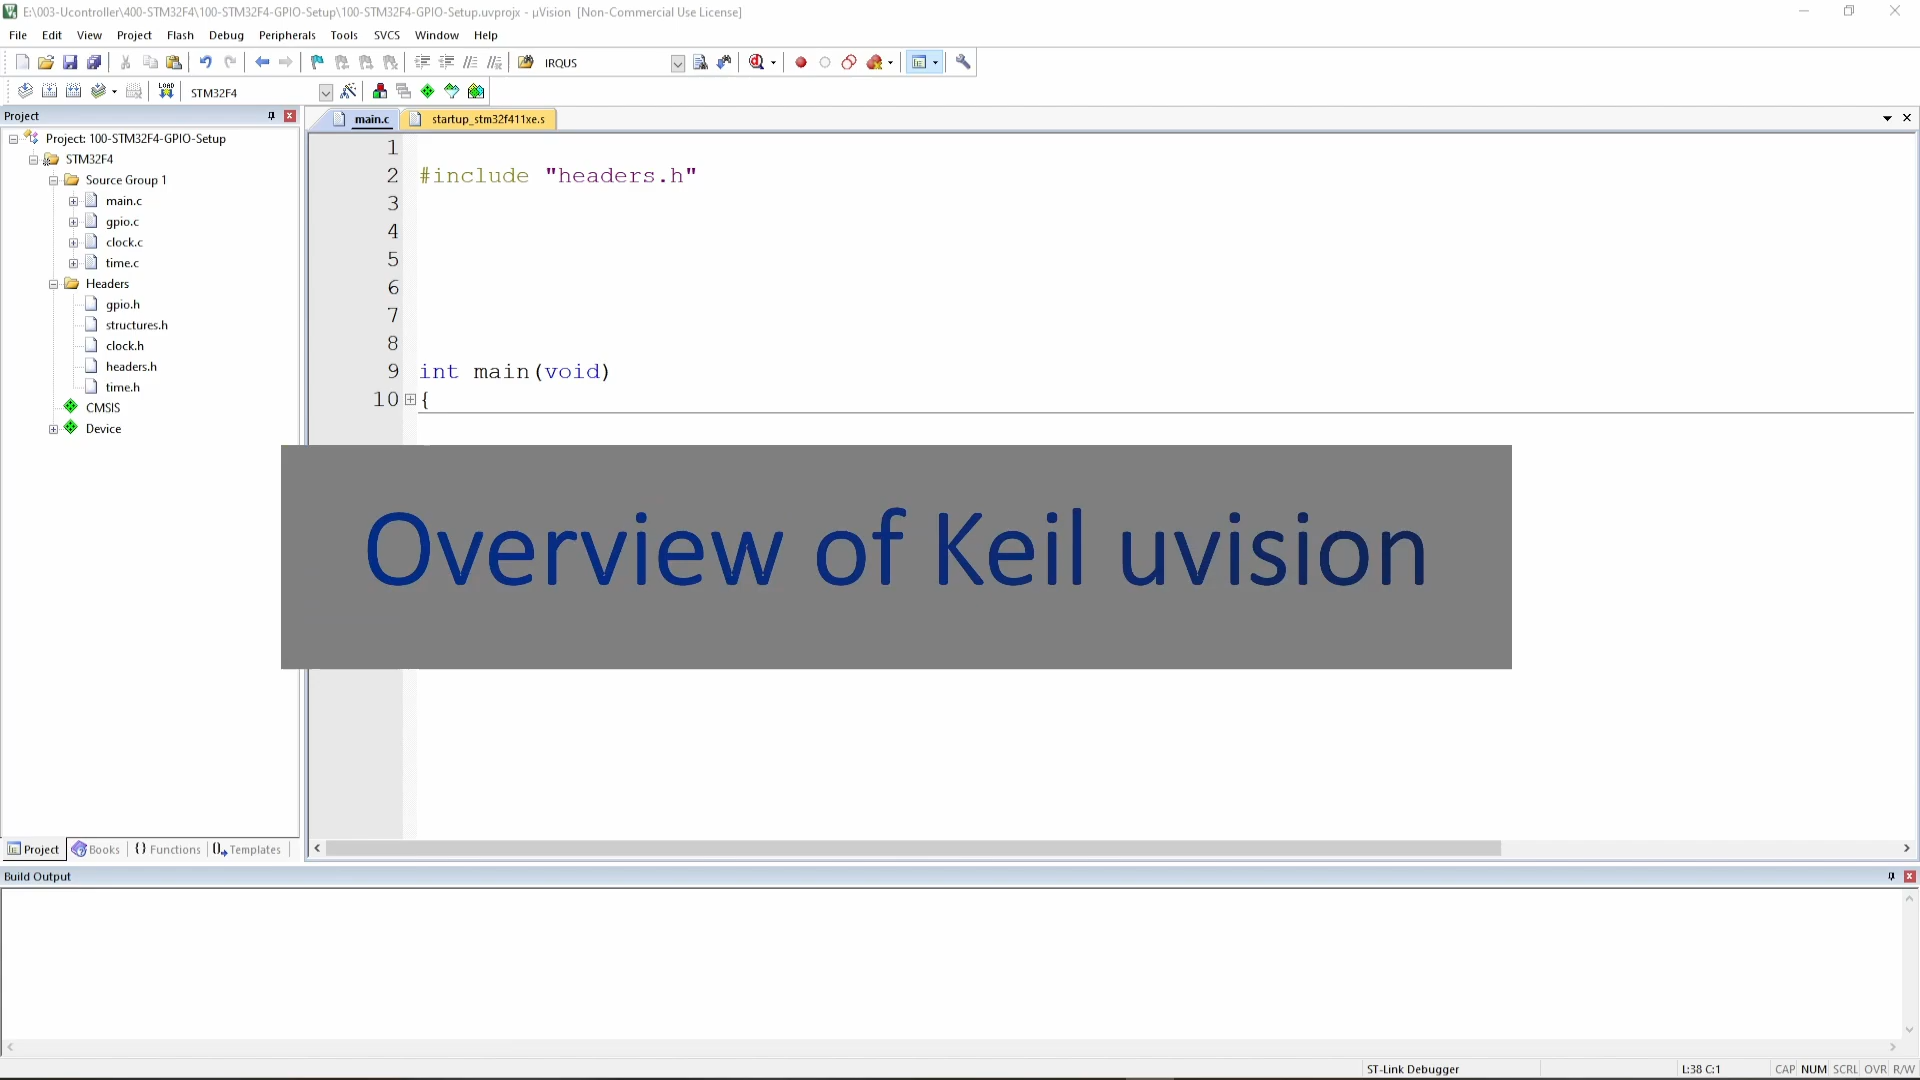 E:\003-Ucontroller\400-STM32F4\100-STM32F4-GPIO-Setup\100-STM32F4-GPIO-Setup.uvprojx - µVision [Non-Commercial Use License]
File Edit View Project Flash Debug Peripherals Tools SVCS Window Help
IRQUS
LOAD STM32F4
Project
main.c startup_stm32f411xe.s
Project: 100-STM32F4-GPIO-Setup
STM32F4
Source Group 1
main.c
gpio.c
clock.c
time.c
Headers
gpio.h
structures.h
clock.h
headers.h
time.h
CMSIS
Device
1
2 #include "headers.h"
3
4
5
6
7
8
9 int main(void)
10 {
Overview of Keil uvision
Project Books {} Functions 0 Templates
Build Output
ST-Link Debugger L:38 C:1 CAP NUM SCRL OVR R/W